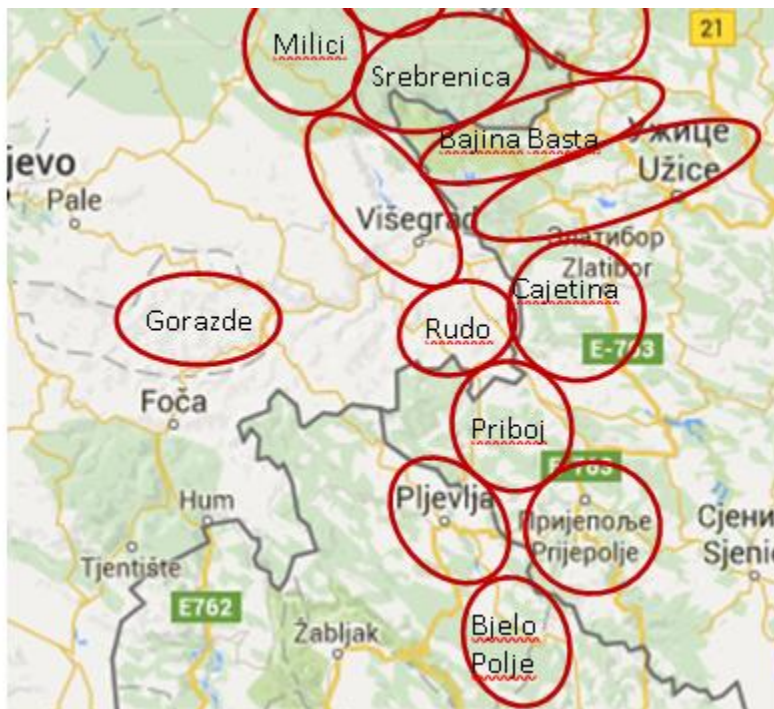 21
Milici
Srebrenica
Bajina Basta
Ужице
Užice
jevo
Pale
Višegrad
Златибор
Zlatibor
Cajetina
Gorazde
Rudo
E-763
Foča
Priboj
E-763
Pljevlja
Hum
Пријепоље
Prijepolje
Сјени
Sjenic
Tjentište
E762
Žabljak
Bjelo
Polje